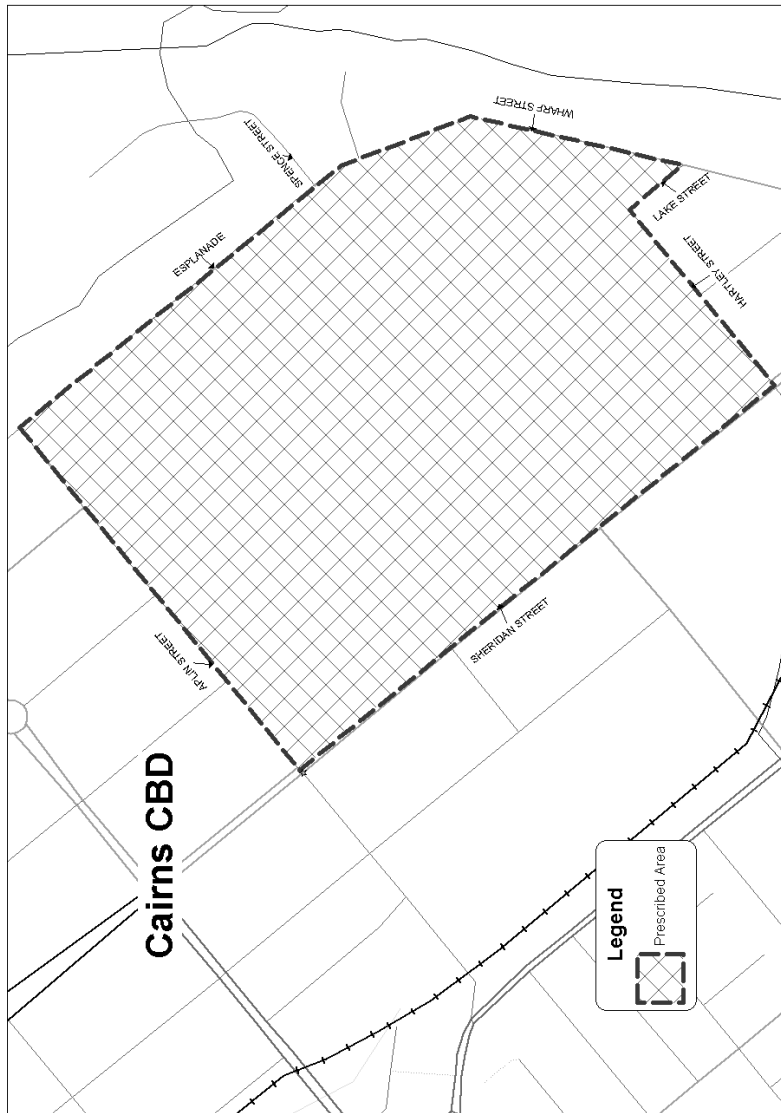 Cairns CBD
APLIN STREET
ESPLANADE
SPENCE STREET
WHARF STREET
LAKE STREET
HARTLEY STREET
SHERIDAN STREET
Legend
Prescribed Area